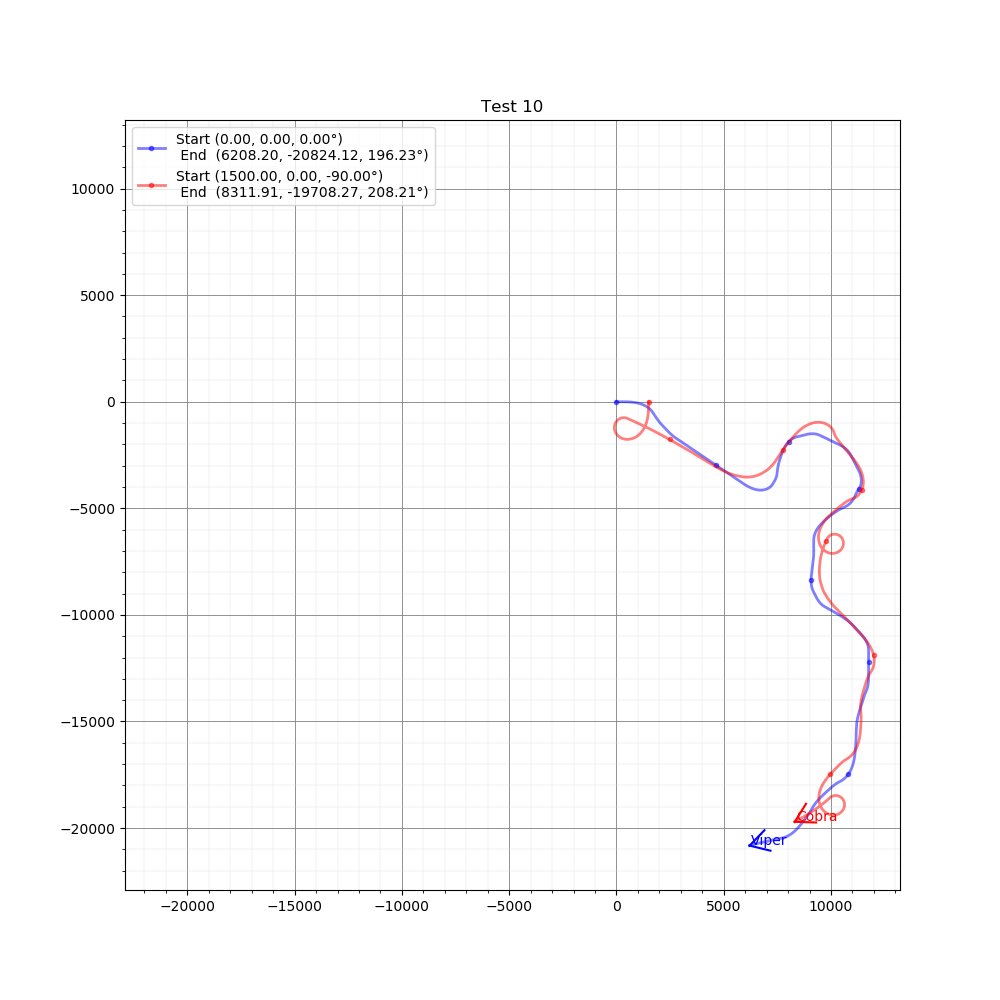 Test 10
Start (0.00, 0.00, 0.00°)
End (6208.20, -20824.12, 196.23°)
Start (1500.00, 0.00, -90.00°)
End (8311.91, -19708.27, 208.21°)
10000
5000
0
−5000
−10000
−15000
−20000
Cobra
Viper
−20000 −15000 −10000 −5000 0 5000 10000